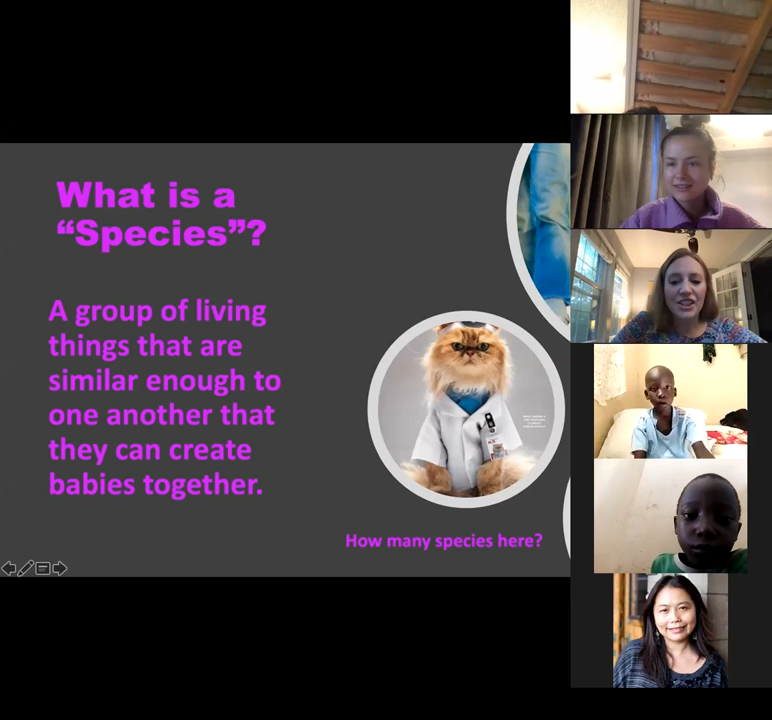 What is a
“Species”?
A group of living
things that are
similar enough to
one another that
they can create
babies together.
How many species here?